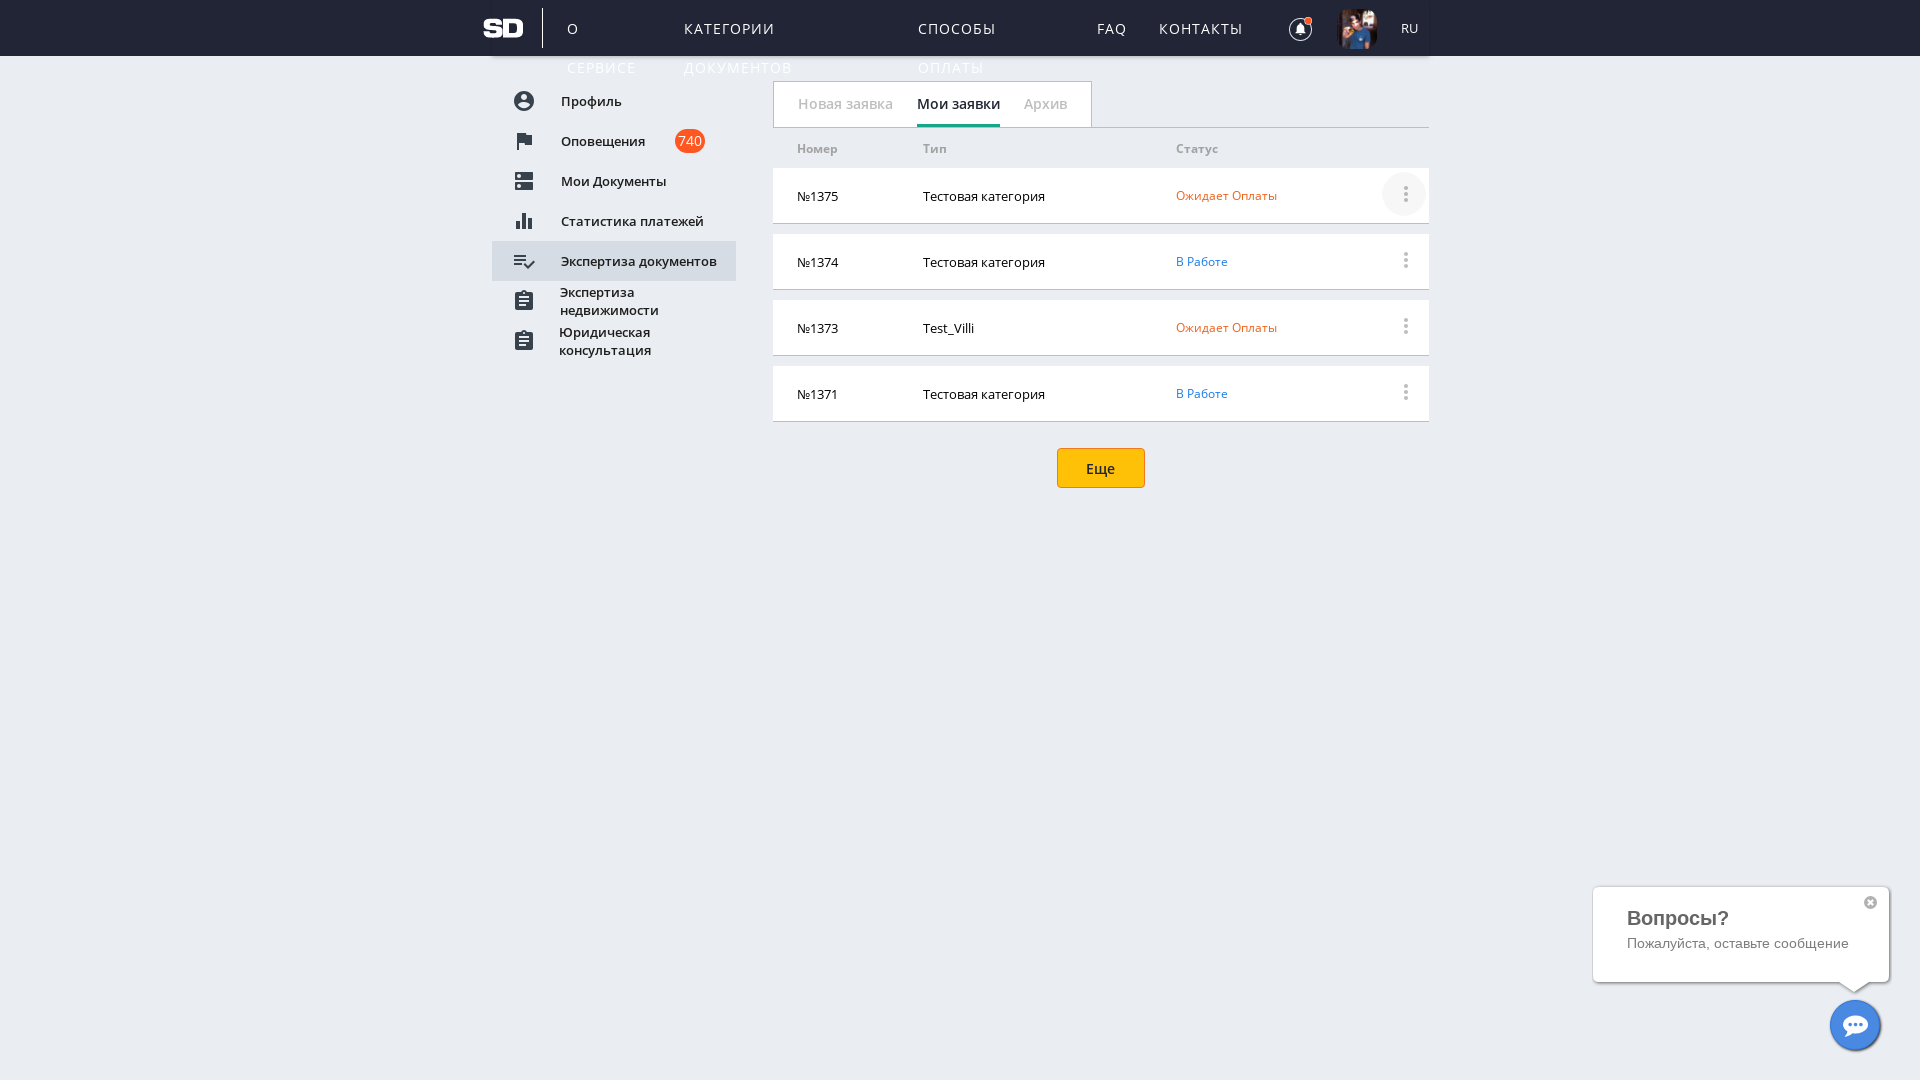 SD
О СЕРВИСЕ
КАТЕГОРИИ ДОКУМЕНТОВ
СПОСОБЫ ОПЛАТЫ
FAQ
КОНТАКТЫ
RU
Профиль
Оповещения 740
Мои Документы
Статистика платежей
Экспертиза документов
Экспертиза
недвижимости
Юридическая
консультация
Новая заявка Мои заявки Архив
Номер Тип Статус
№1375 Тестовая категория Ожидает Оплаты
№1374 Тестовая категория В Работе
№1373 Test_Villi Ожидает Оплаты
№1371 Тестовая категория В Работе
Еще
Вопросы?
Пожалуйста, оставьте сообщение